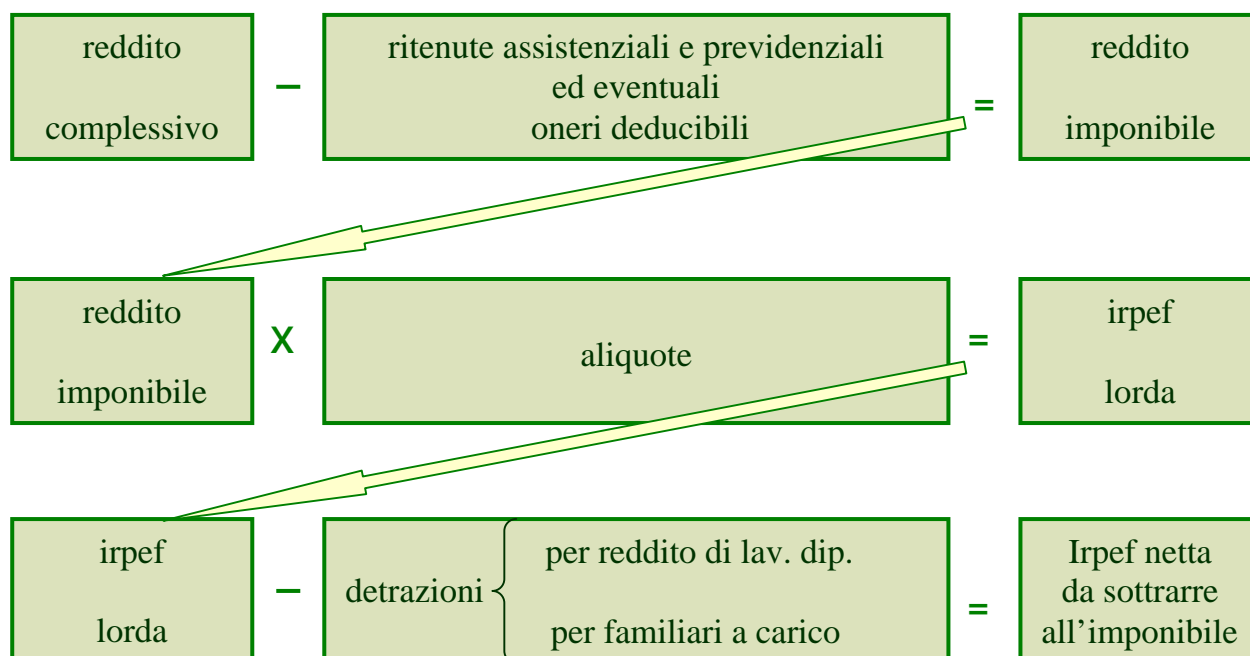 reddito
complessivo
–
ritenute assistenziali e previdenziali
ed eventuali
oneri deducibili
=
reddito
imponibile
reddito
imponibile
X
aliquote
=
irpef
lorda
irpef
lorda
–
detrazioni
per reddito di lav. dip.
per familiari a carico
=
Irpef netta
da sottrarre
all'imponibile